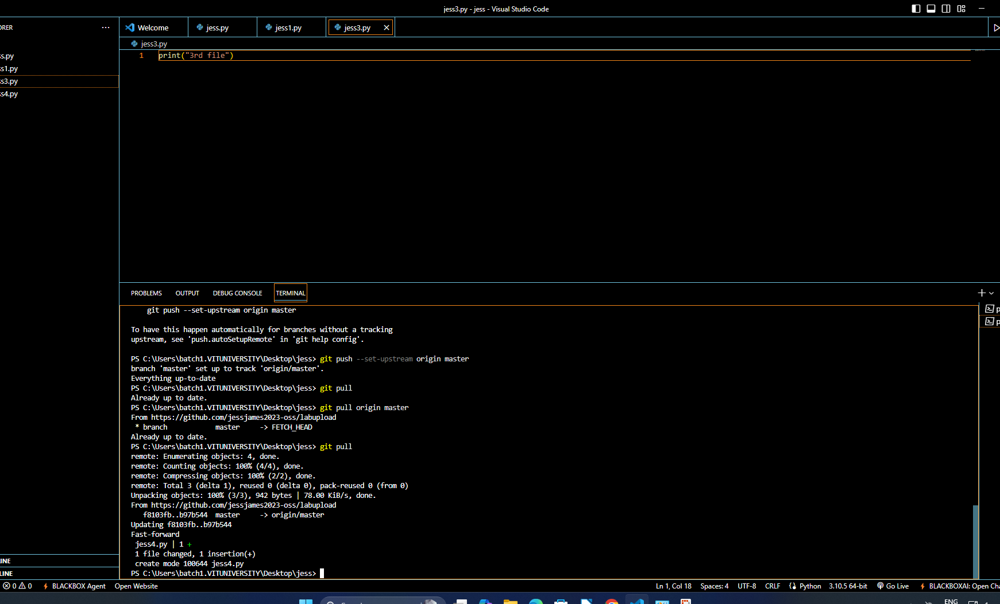 jess3.py - jess - Visual Studio Code
ORER
Welcome
jess.py
jess1.py
jess3.py
jess3.py
ss.py
ss1.py
ss3.py
ss4.py
1 print("3rd file")
PROBLEMS OUTPUT DEBUG CONSOLE TERMINAL
git push --set-upstream origin master
To have this happen automatically for branches without a tracking
upstream, see 'push.autoSetupRemote' in 'git help config'.
PS C:\Users\batch1.VITUNIVERSITY\Desktop\jess> git push --set-upstream origin master
branch 'master' set up to track 'origin/master'.
Everything up-to-date
PS C:\Users\batch1.VITUNIVERSITY\Desktop\jess> git pull
Already up to date.
PS C:\Users\batch1.VITUNIVERSITY\Desktop\jess> git pull origin master
From https://github.com/jessjames2023-oss/labupload
* branch master -> FETCH_HEAD
Already up to date.
PS C:\Users\batch1.VITUNIVERSITY\Desktop\jess> git pull
remote: Enumerating objects: 4, done.
remote: Counting objects: 100% (4/4), done.
remote: Compressing objects: 100% (2/2), done.
remote: Total 3 (delta 1), reused 0 (delta 0), pack-reused 0 (from 0)
Unpacking objects: 100% (3/3), 942 bytes | 78.00 KiB/s, done.
From https://github.com/jessjames2023-oss/labupload
f8103fb..b97b544 master -> origin/master
Updating f8103fb..b97b544
Fast-forward
jess4.py | 1 +
1 file changed, 1 insertion(+)
create mode 100644 jess4.py
PS C:\Users\batch1.VITUNIVERSITY\Desktop\jess>
p
p
INE
LINE
0 0 BLACKBOX Agent Open Website Ln 1, Col 18 Spaces: 4 UTF-8 CRLF Python 3.10.5 64-bit Go Live BLACKBOXAI: Open Cha
ENG